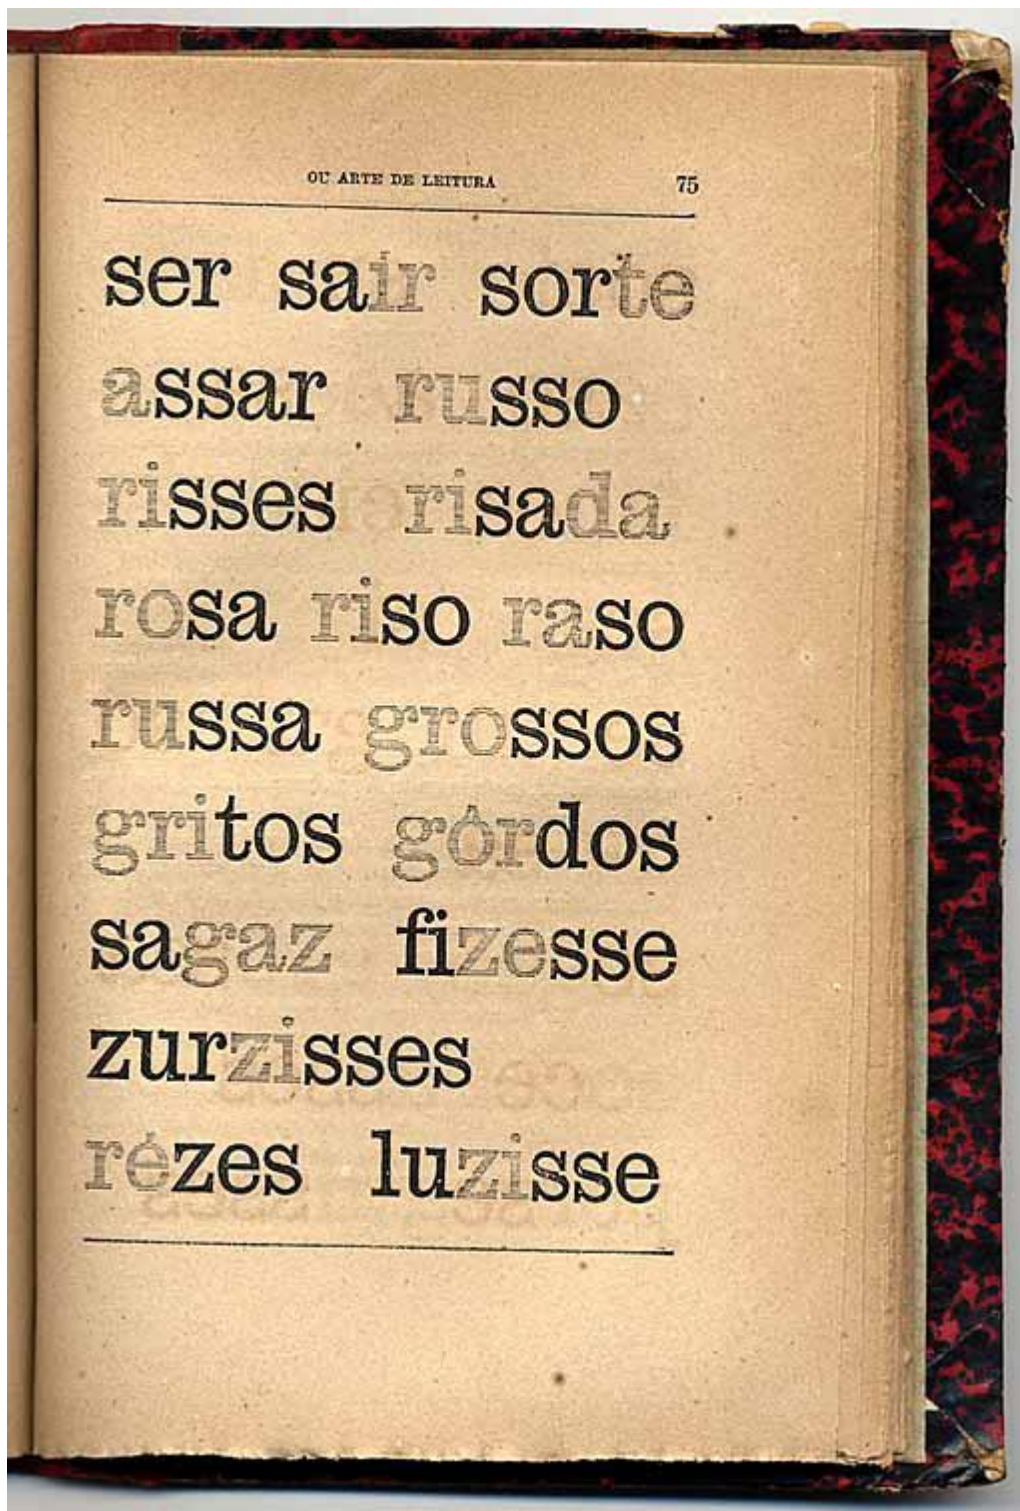 OU ARTE DE LEITURA 75
ser sair sorte
assar russo
risses risada
rosa riso raso
russa grossos
gritos górdos
sagaz fizesse
zurzisses
rézes luzisse